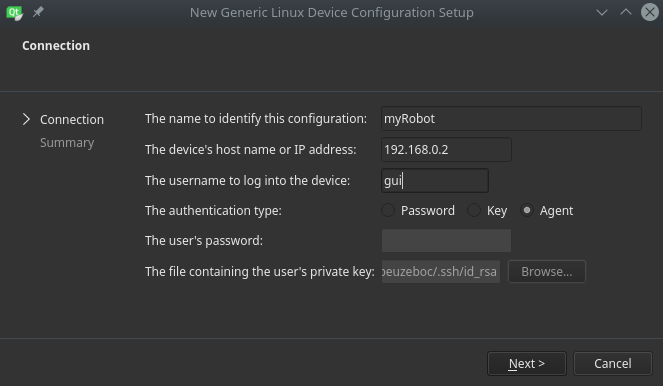 Qt
New Generic Linux Device Configuration Setup
Connection
Connection
Summary
The name to identify this configuration: myRobot
The device's host name or IP address: 192.168.0.2
The username to log into the device: gui
The authentication type: Password Key Agent
The user's password:
The file containing the user's private key: peuzeboc/.ssh/id_rsa Browse...
Next > Cancel